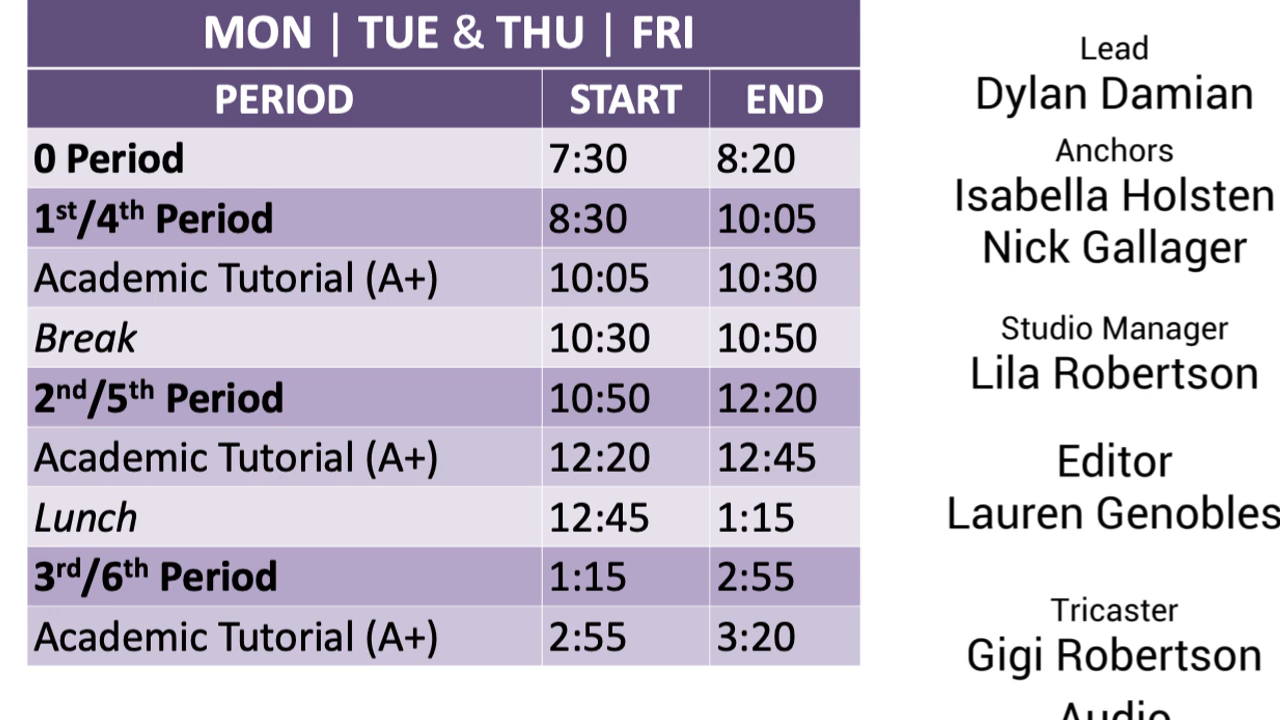 MON | TUE & THU | FRI
PERIOD START END
0 Period 7:30 8:20
1st/4th Period 8:30 10:05
Academic Tutorial (A+) 10:05 10:30
Break 10:30 10:50
2nd/5th Period 10:50 12:20
Academic Tutorial (A+) 12:20 12:45
Lunch 12:45 1:15
3rd/6th Period 1:15 2:55
Academic Tutorial (A+) 2:55 3:20
Lead
Dylan Damian
Anchors
Isabella Holsten
Nick Gallager
Studio Manager
Lila Robertson
Editor
Lauren Genobles
Tricaster
Gigi Robertson
Audio